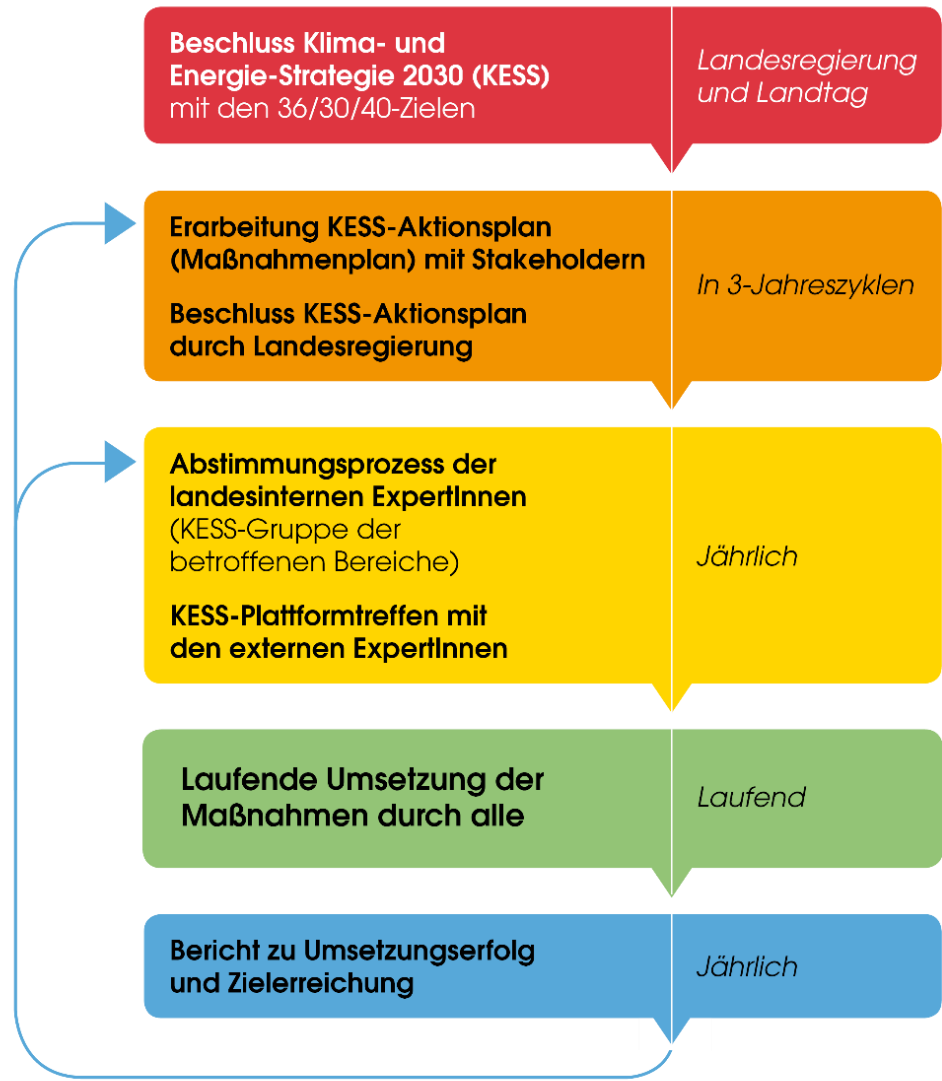 Beschluss Klima- und
Energie-Strategie 2030 (KESS)
mit den 36/30/40-Zielen
Landesregierung
und Landtag
Erarbeitung KESS-Aktionsplan
(Maßnahmenplan) mit Stakeholdern
Beschluss KESS-Aktionsplan
durch Landesregierung
In 3-Jahreszyklen
Abstimmungsprozess der
landesinternen ExpertInnen
(KESS-Gruppe der
betroffenen Bereiche)
KESS-Plattformtreffen mit
den externen ExpertInnen
Jährlich
Laufende Umsetzung der
Maßnahmen durch alle
Laufend
Bericht zu Umsetzungserfolg
und Zielerreichung
Jährlich